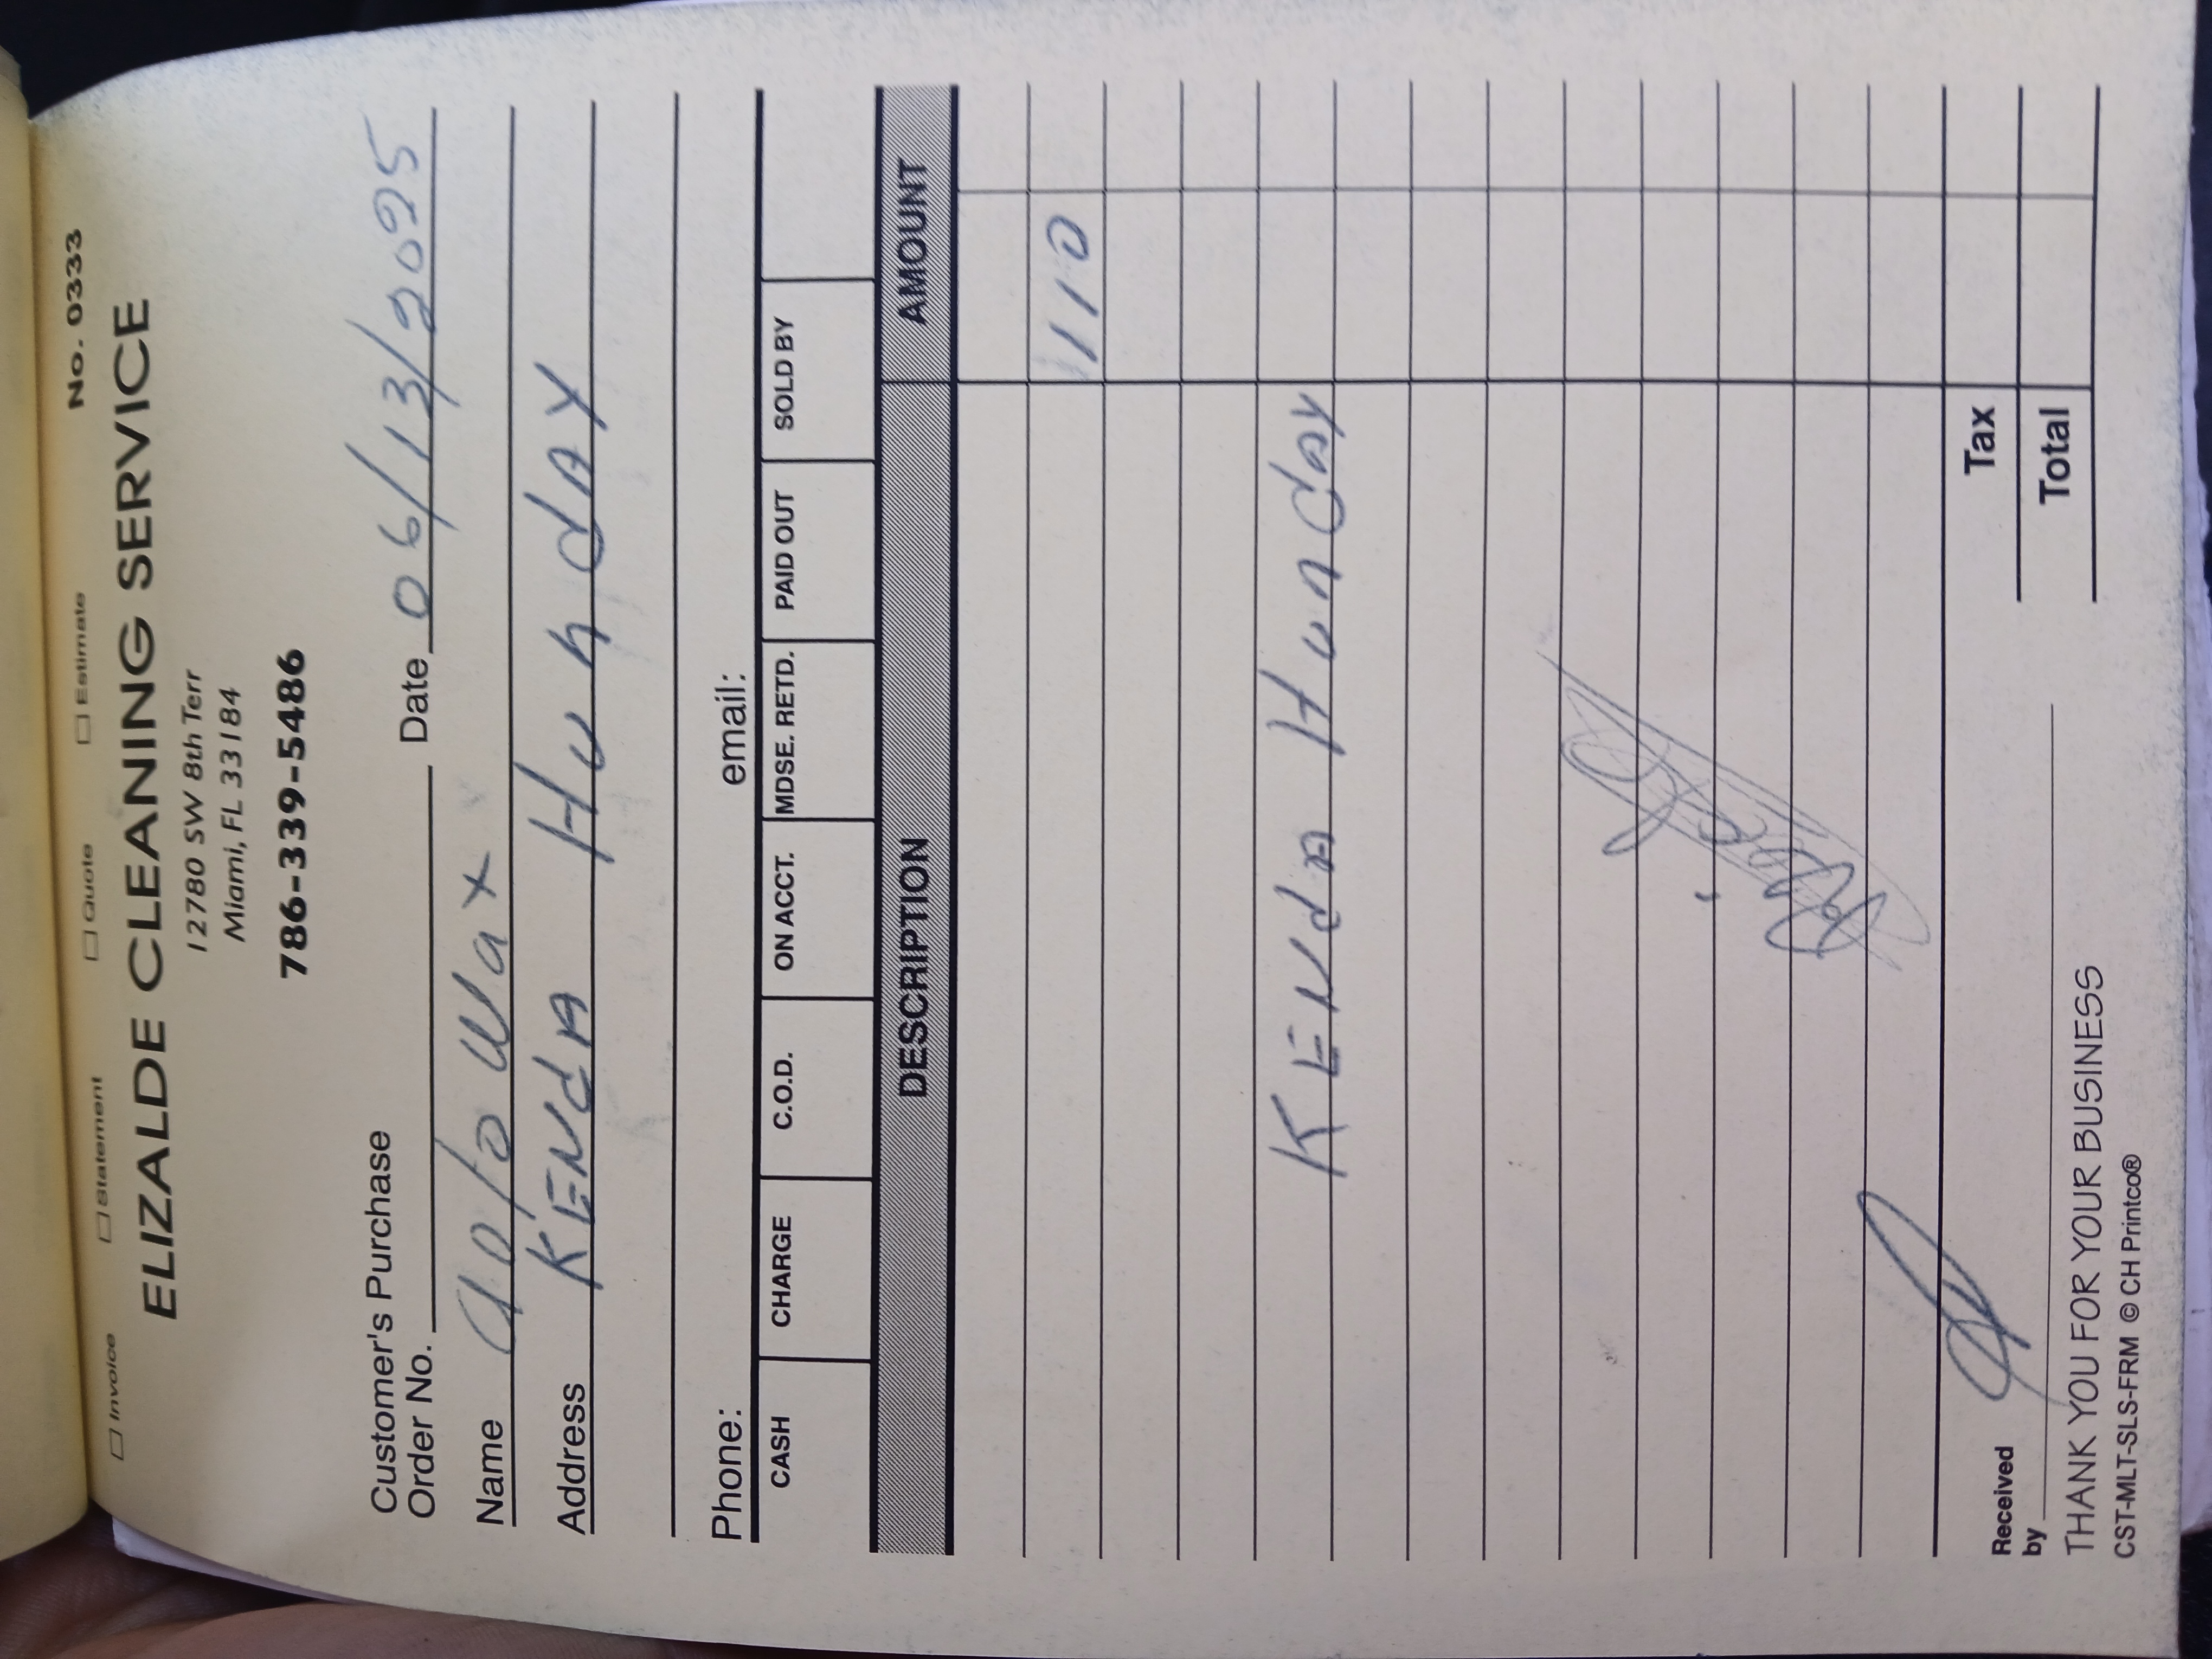 No. 0333
☐ Invoice ☐ Statement ☐ Quote ☐ Estimate
ELIZALDE CLEANING SERVICE
12780 SW 8th Terr
Miami, FL 33184
786-339-5486
Customer's Purchase
Order No. Date 06/13/2025
Name Wax
Address KENdA HundAY
Phone: email:
CASH CHARGE C.O.D. ON ACCT. MDSE. RETD. PAID OUT SOLD BY
DESCRIPTION AMOUNT
110
KENda Hunday
Tax
Received
by Total
THANK YOU FOR YOUR BUSINESS
CST-MLT-SLS-FRM © CH Printco®